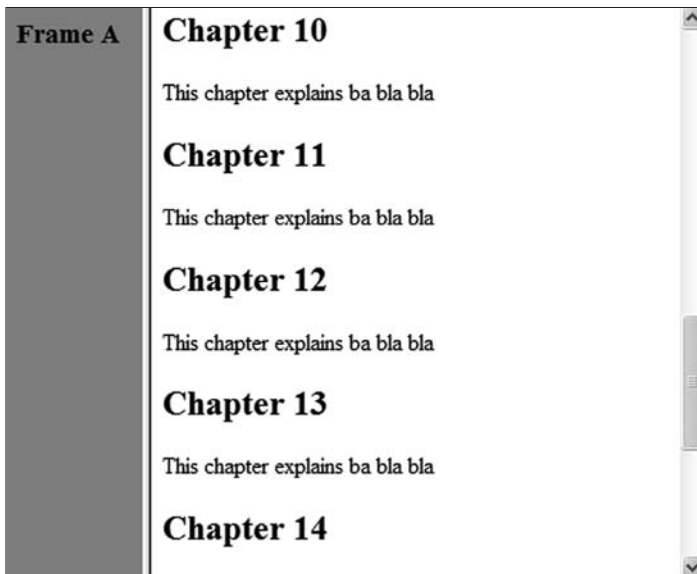 Frame A
Chapter 10
This chapter explains ba bla bla
Chapter 11
This chapter explains ba bla bla
Chapter 12
This chapter explains ba bla bla
Chapter 13
This chapter explains ba bla bla
Chapter 14